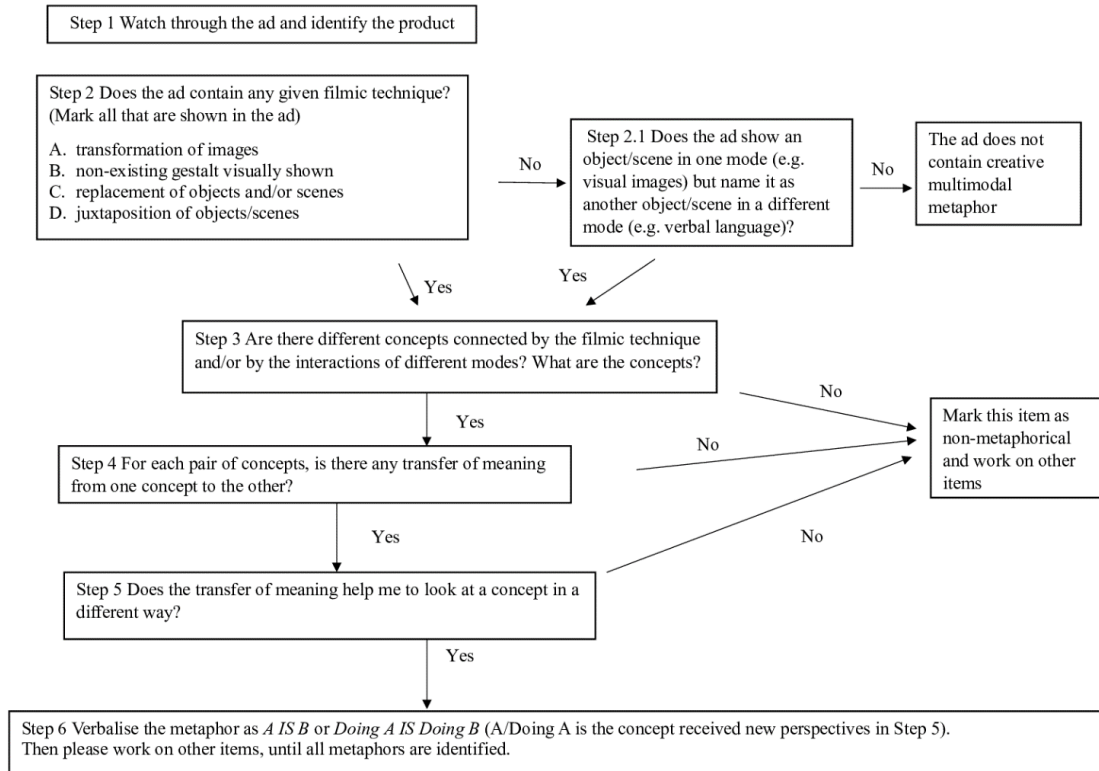 Step 1 Watch through the ad and identify the product
Step 2 Does the ad contain any given filmic technique?
(Mark all that are shown in the ad)
A. transformation of images
B. non-existing gestalt visually shown
C. replacement of objects and/or scenes
D. juxtaposition of objects/scenes
No
Step 2.1 Does the ad show an
object/scene in one mode (e.g.
visual images) but name it as
another object/scene in a different
mode (e.g. verbal language)?
No
The ad does not
contain creative
multimodal
metaphor
Yes
Yes
Step 3 Are there different concepts connected by the filmic technique
and/or by the interactions of different modes? What are the concepts?
No
Yes
Mark this item as
non-metaphorical
and work on other
items
Step 4 For each pair of concepts, is there any transfer of meaning
from one concept to the other?
No
Yes
No
Step 5 Does the transfer of meaning help me to look at a concept in a
different way?
Yes
Step 6 Verbalise the metaphor as A IS B or Doing A IS Doing B (A/Doing A is the concept received new perspectives in Step 5).
Then please work on other items, until all metaphors are identified.